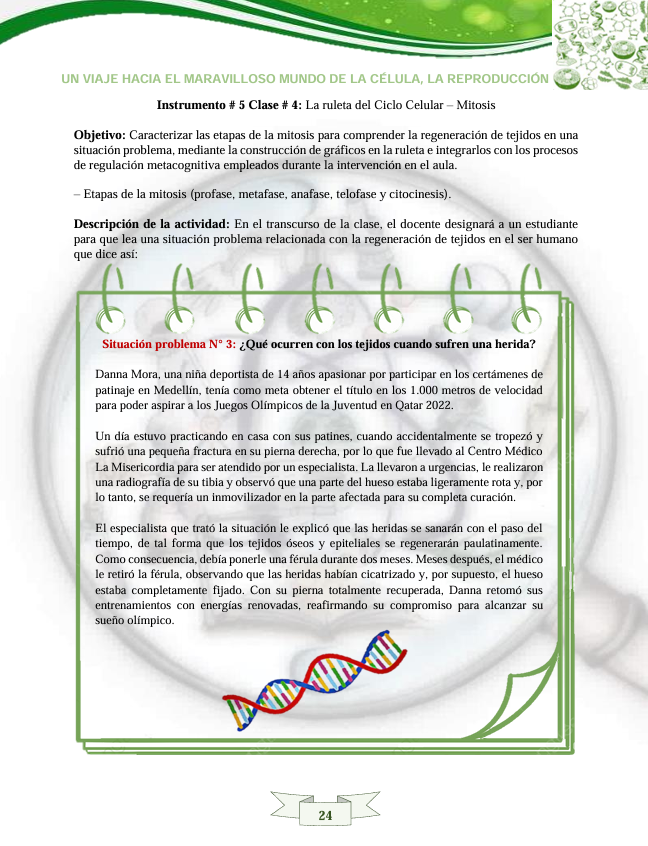 UN VIAJE HACIA EL MARAVILLOSO MUNDO DE LA CÉLULA, LA REPRODUCCIÓN
Instrumento # 5 Clase # 4: La ruleta del Ciclo Celular – Mitosis
Objetivo: Caracterizar las etapas de la mitosis para comprender la regeneración de tejidos en una
situación problema, mediante la construcción de gráficos en la ruleta e integrarlos con los procesos
de regulación metacognitiva empleados durante la intervención en el aula.
– Etapas de la mitosis (profase, metafase, anafase, telofase y citocinesis).
Descripción de la actividad: En el transcurso de la clase, el docente designará a un estudiante
para que lea una situación problema relacionada con la regeneración de tejidos en el ser humano
que dice así:
Situación problema N° 3: ¿Qué ocurren con los tejidos cuando sufren una herida?
Danna Mora, una niña deportista de 14 años apasionar por participar en los certámenes de
patinaje en Medellín, tenía como meta obtener el título en los 1.000 metros de velocidad
para poder aspirar a los Juegos Olímpicos de la Juventud en Qatar 2022.
Un día estuvo practicando en casa con sus patines, cuando accidentalmente se tropezó y
sufrió una pequeña fractura en su pierna derecha, por lo que fue llevado al Centro Médico
La Misericordia para ser atendido por un especialista. La llevaron a urgencias, le realizaron
una radiografía de su tibia y observó que una parte del hueso estaba ligeramente rota y, por
lo tanto, se requería un inmovilizador en la parte afectada para su completa curación.
El especialista que trató la situación le explicó que las heridas se sanarán con el paso del
tiempo, de tal forma que los tejidos óseos y epiteliales se regenerarán paulatinamente.
Como consecuencia, debía ponerle una férula durante dos meses. Meses después, el médico
le retiró la férula, observando que las heridas habían cicatrizado y, por supuesto, el hueso
estaba completamente fijado. Con su pierna totalmente recuperada, Danna retomó sus
entrenamientos con energías renovadas, reafirmando su compromiso para alcanzar su
sueño olímpico.
24